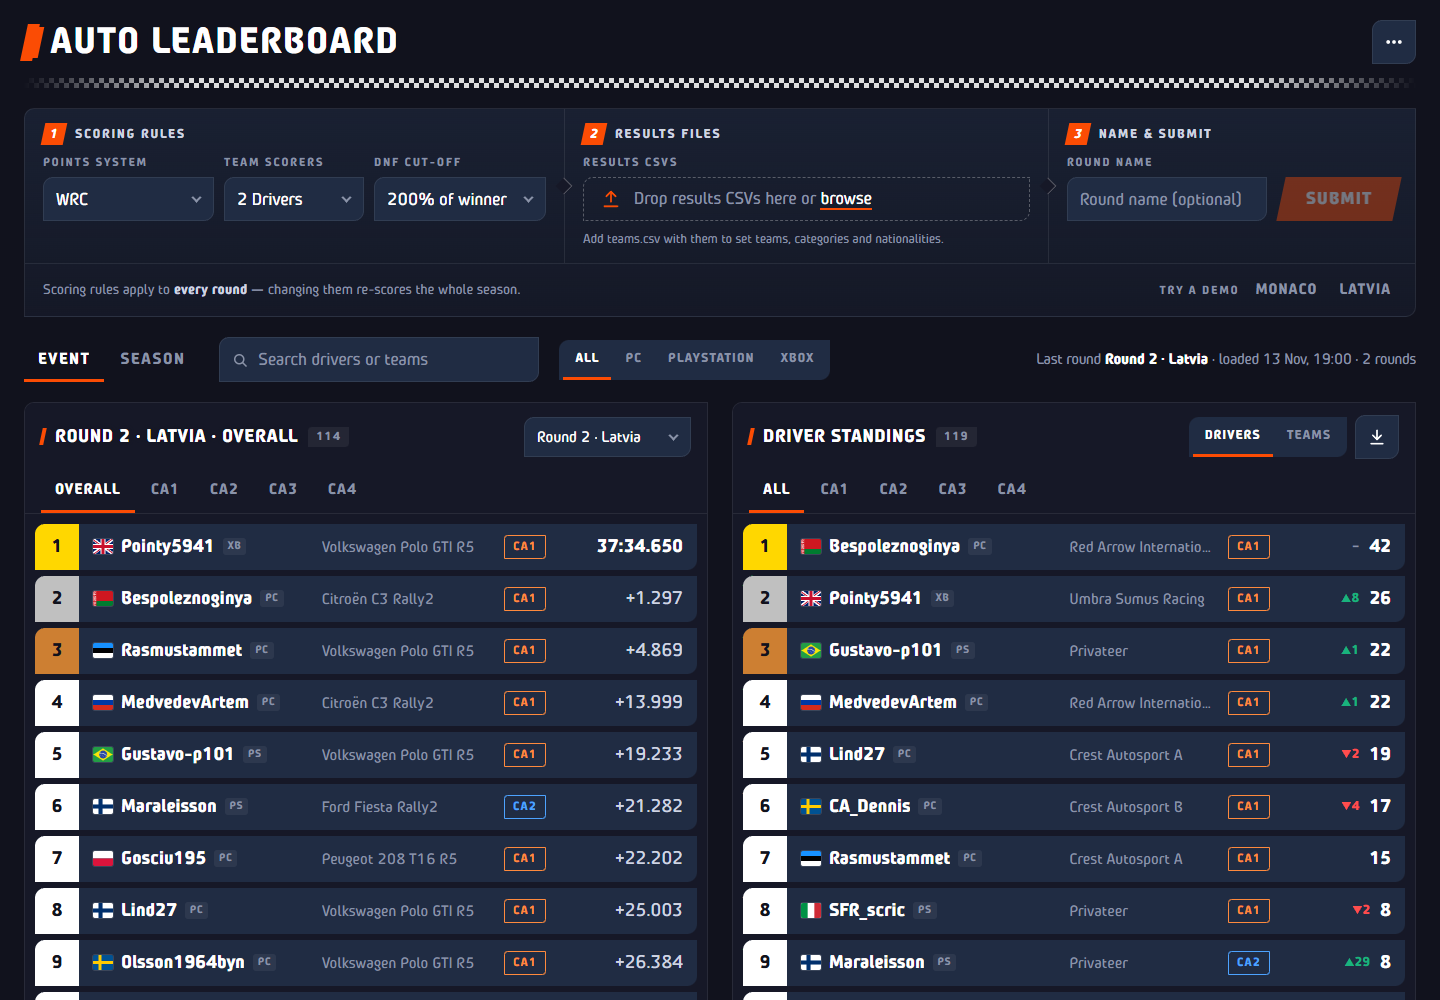 AUTO LEADERBOARD
1 SCORING RULES
POINTS SYSTEM TEAM SCORERS DNF CUT-OFF
WRC 2 Drivers 200% of winner
2 RESULTS FILES
RESULTS CSVS
Drop results CSVs here or browse
Add teams.csv with them to set teams, categories and nationalities.
3 NAME & SUBMIT
ROUND NAME
Round name (optional) SUBMIT
Scoring rules apply to every round — changing them re-scores the whole season.
TRY A DEMO MONACO LATVIA
EVENT SEASON Search drivers or teams ALL PC PLAYSTATION XBOX
Last round Round 2 · Latvia · loaded 13 Nov, 19:00 · 2 rounds
ROUND 2 · LATVIA · OVERALL 114 Round 2 · Latvia
OVERALL CA1 CA2 CA3 CA4
1 Pointy5941 XB Volkswagen Polo GTI R5 CA1 37:34.650
2 Bespoleznoginya PC Citroën C3 Rally2 CA1 +1.297
3 Rasmustammet PC Volkswagen Polo GTI R5 CA1 +4.869
4 MedvedevArtem PC Citroën C3 Rally2 CA1 +13.999
5 Gustavo-p101 PS Volkswagen Polo GTI R5 CA1 +19.233
6 Maraleisson PS Ford Fiesta Rally2 CA2 +21.282
7 Gosciu195 PC Peugeot 208 T16 R5 CA1 +22.202
8 Lind27 PC Volkswagen Polo GTI R5 CA1 +25.003
9 Olsson1964byn PC Volkswagen Polo GTI R5 CA1 +26.384
DRIVER STANDINGS 119 DRIVERS TEAMS
ALL CA1 CA2 CA3 CA4
1 Bespoleznoginya PC Red Arrow Internatio... CA1 – 42
2 Pointy5941 XB Umbra Sumus Racing CA1 ▲8 26
3 Gustavo-p101 PS Privateer CA1 ▲1 22
4 MedvedevArtem PC Red Arrow Internatio... CA1 ▲1 22
5 Lind27 PC Crest Autosport A CA1 ▼2 19
6 CA_Dennis PC Crest Autosport B CA1 ▼4 17
7 Rasmustammet PC Crest Autosport A CA1 15
8 SFR_scric PS Privateer CA1 ▼2 8
9 Maraleisson PS Privateer CA2 ▲29 8